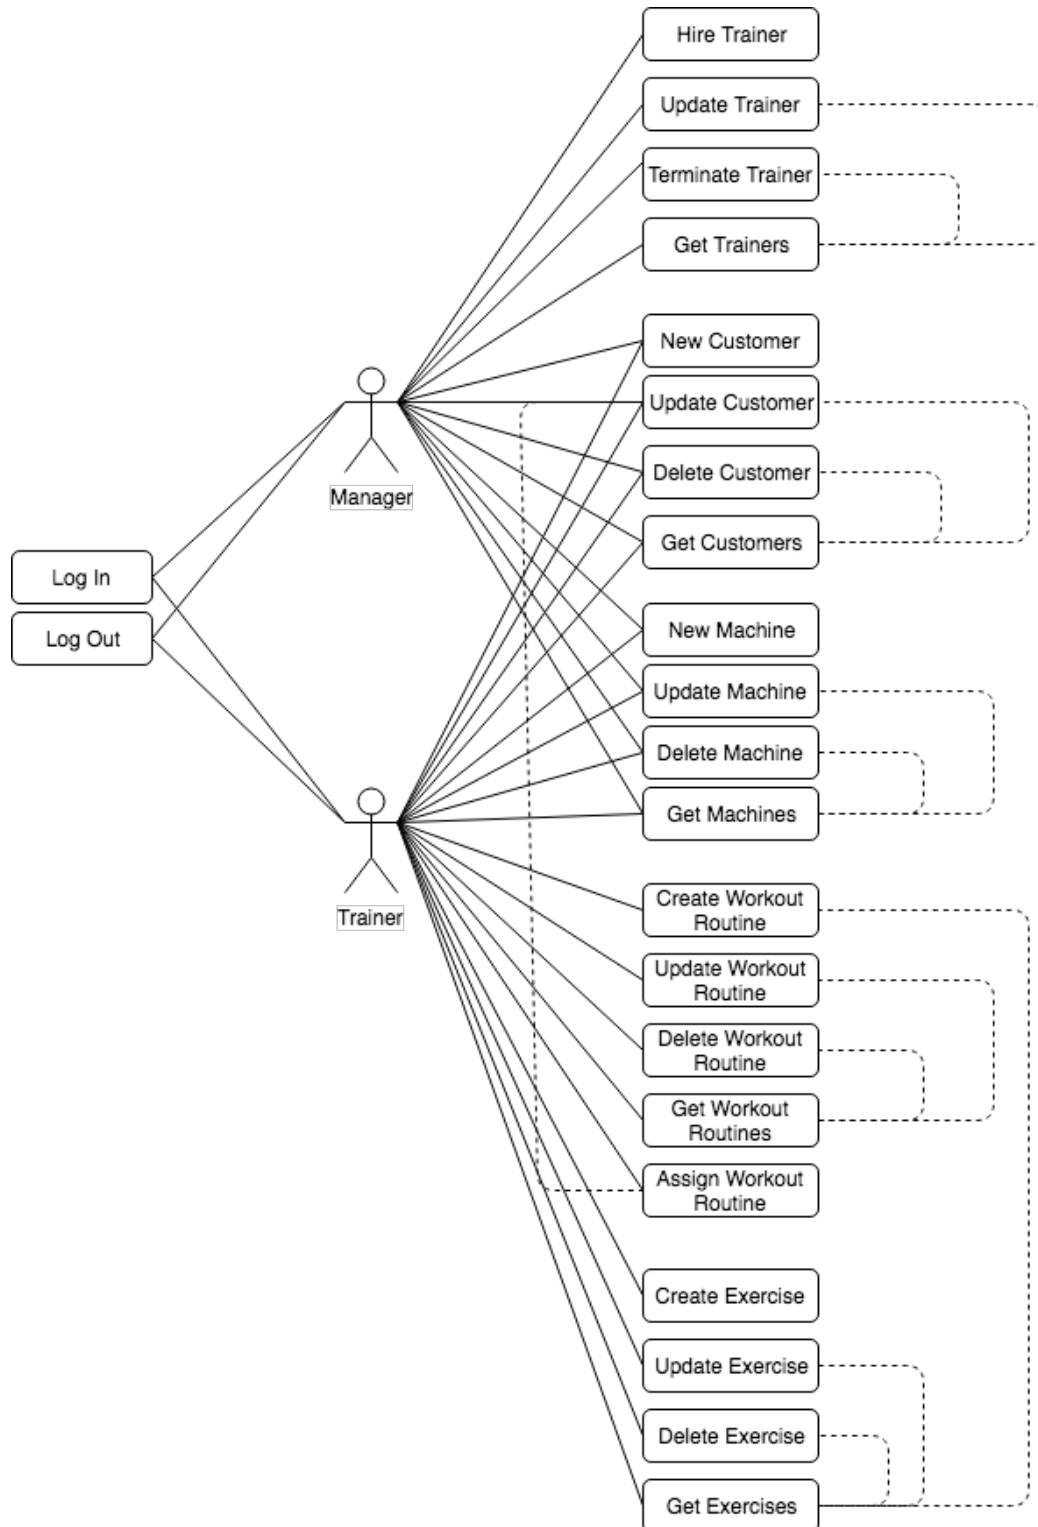 Hire Trainer
Update Trainer
Terminate Trainer
Get Trainers
New Customer
Update Customer
Delete Customer
Get Customers
Manager
Log In
Log Out
New Machine
Update Machine
Delete Machine
Get Machines
Trainer
Create Workout
Routine
Update Workout
Routine
Delete Workout
Routine
Get Workout
Routines
Assign Workout
Routine
Create Exercise
Update Exercise
Delete Exercise
Get Exercises